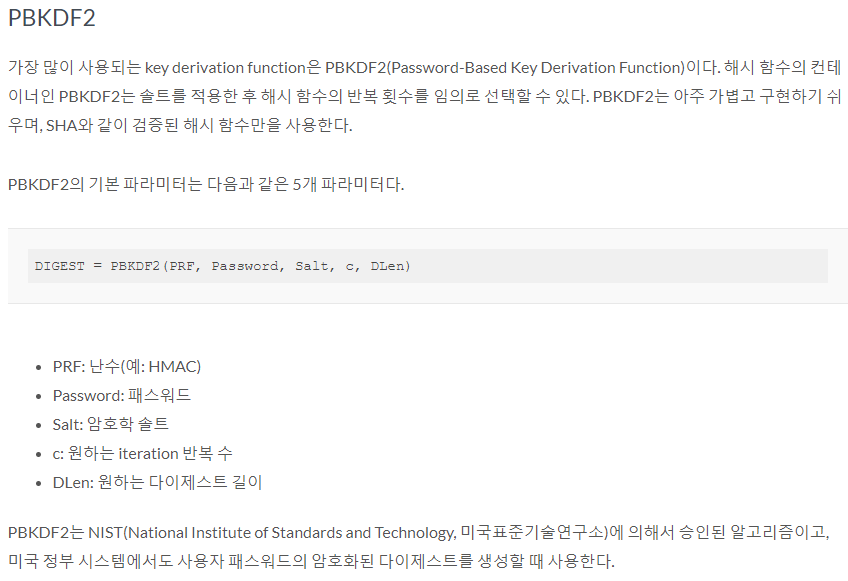 PBKDF2
가장 많이 사용되는 key derivation function은 PBKDF2(Password-Based Key Derivation Function)이다. 해시 함수의 컨테
이너인 PBKDF2는 솔트를 적용한 후 해시 함수의 반복 횟수를 임의로 선택할 수 있다. PBKDF2는 아주 가볍고 구현하기 쉬
우며, SHA와 같이 검증된 해시 함수만을 사용한다.
PBKDF2의 기본 파라미터는 다음과 같은 5개 파라미터다.
DIGEST = PBKDF2(PRF, Password, Salt, c, DLen)
• PRF: 난수(예: HMAC)
• Password: 패스워드
• Salt: 암호학 솔트
• c: 원하는 iteration 반복 수
• DLen: 원하는 다이제스트 길이
PBKDF2는 NIST(National Institute of Standards and Technology, 미국표준기술연구소)에 의해서 승인된 알고리즘이고,
미국 정부 시스템에서도 사용자 패스워드의 암호화된 다이제스트를 생성할 때 사용한다.